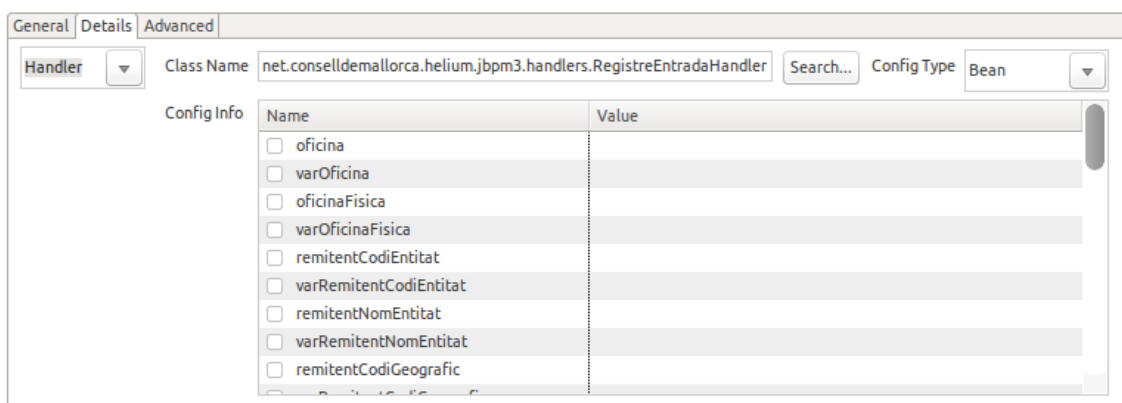 General Details Advanced
Handler Class Name net.conselldemallorca.helium.jbpm3.handlers.RegistreEntradaHandler Search... Config Type Bean
Config Info Name Value
oficina
varOficina
oficinaFisica
varOficinaFisica
remitentCodiEntitat
varRemitentCodiEntitat
remitentNomEntitat
varRemitentNomEntitat
remitentCodiGeografic